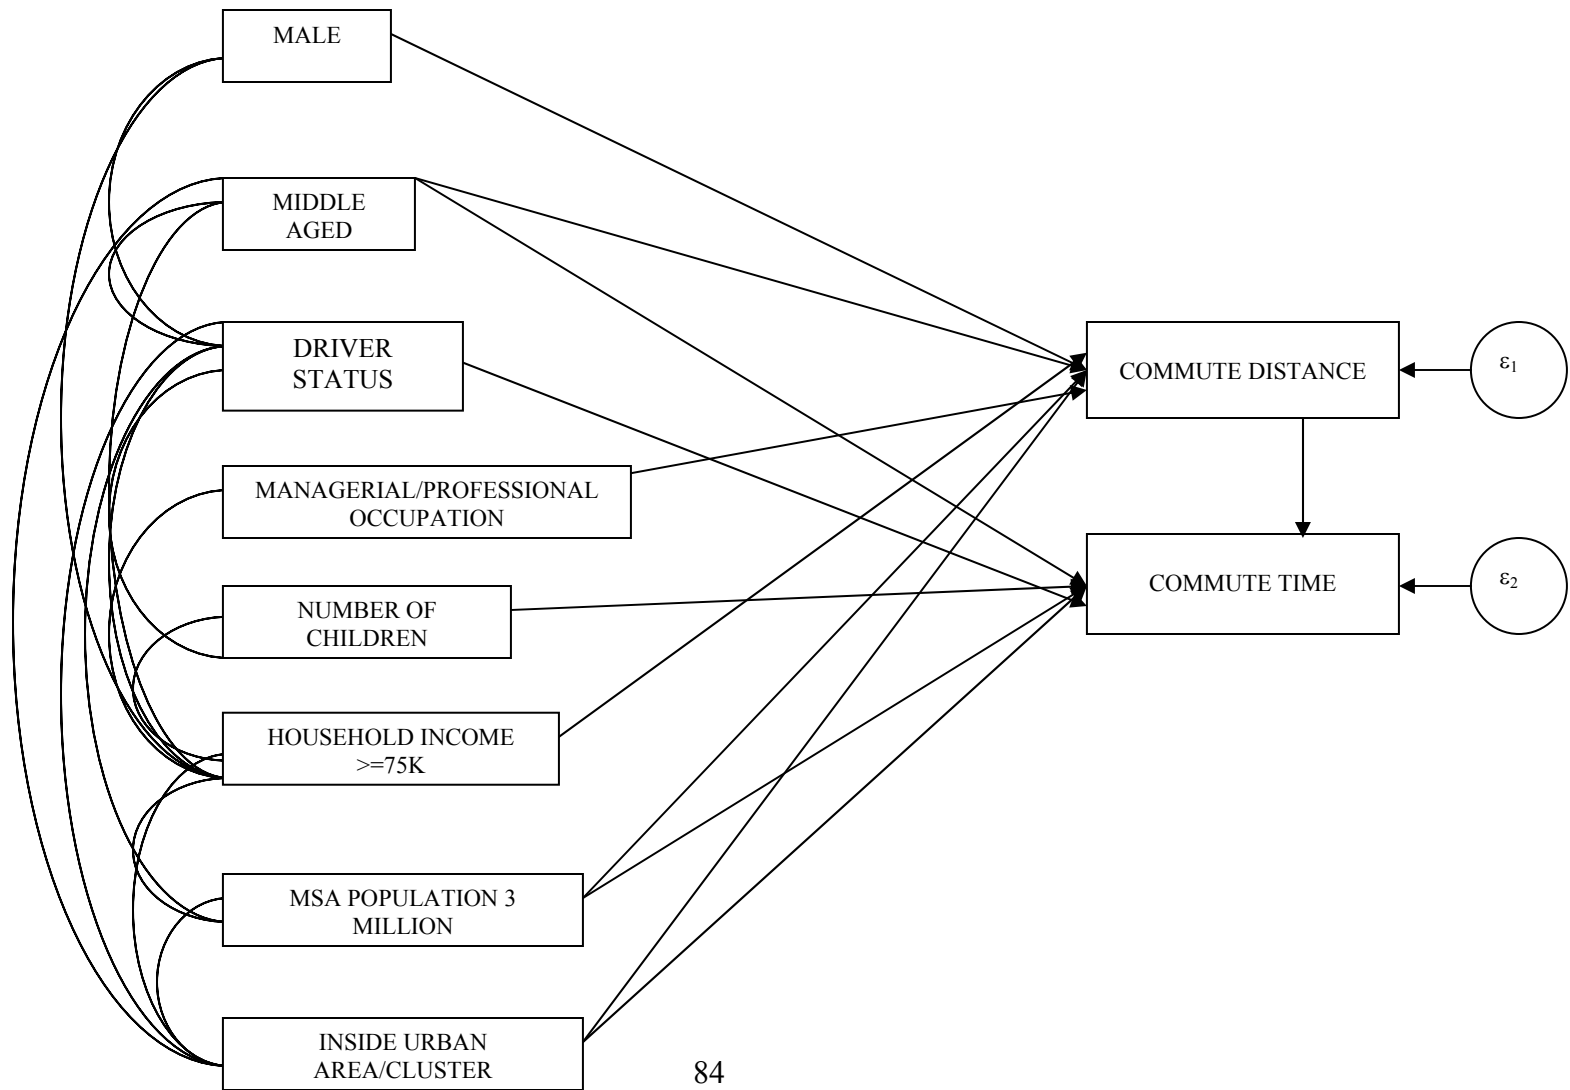 MALE
MIDDLE
AGED
DRIVER
STATUS
MANAGERIAL/PROFESSIONAL
OCCUPATION
NUMBER OF
CHILDREN
HOUSEHOLD INCOME
>=75K
MSA POPULATION 3
MILLION
INSIDE URBAN
AREA/CLUSTER
COMMUTE DISTANCE
ε1
COMMUTE TIME
ε2
84